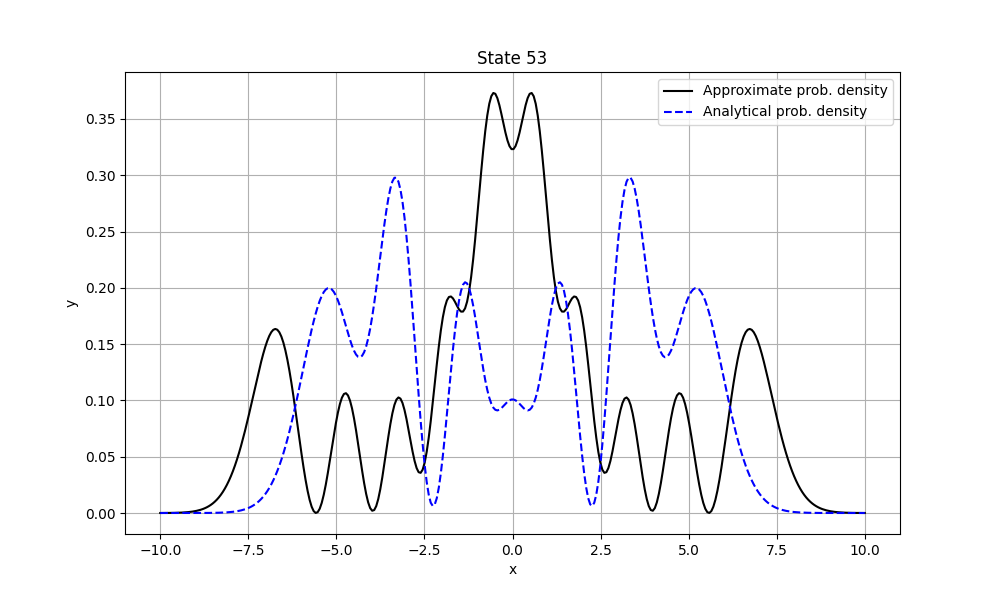 State 53
Approximate prob. density
Analytical prob. density
0.35
0.30
0.25
0.20
0.15
0.10
0.05
0.00
y
−10.0 −7.5 −5.0 −2.5 0.0 2.5 5.0 7.5 10.0
x